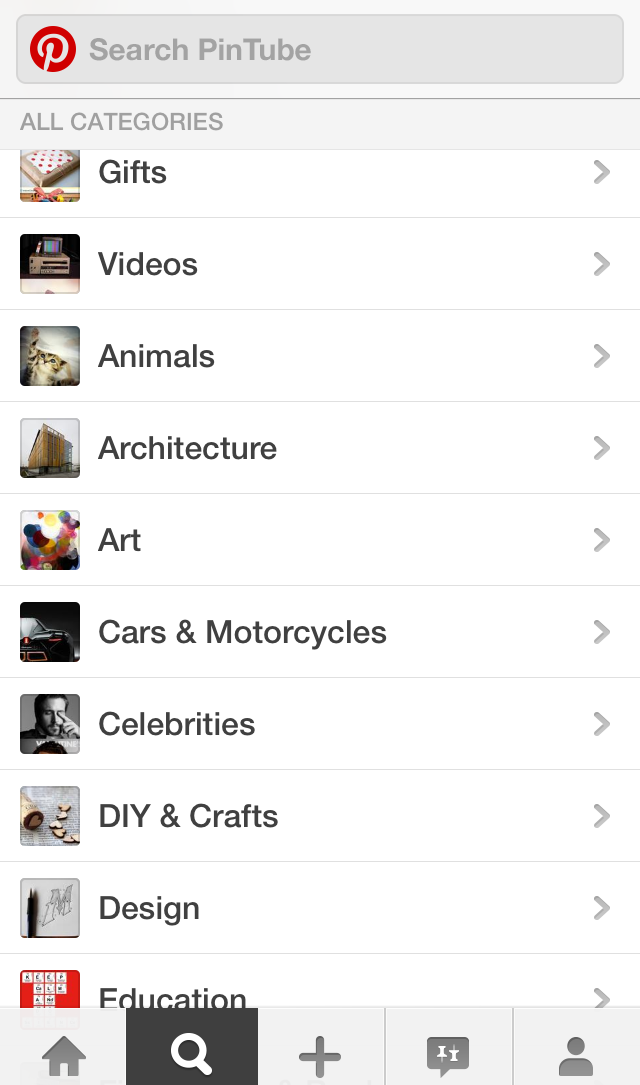 Search PinTube
ALL CATEGORIES
Gifts
Videos
Animals
Architecture
Art
Cars & Motorcycles
Celebrities
DIY & Crafts
Design
Education